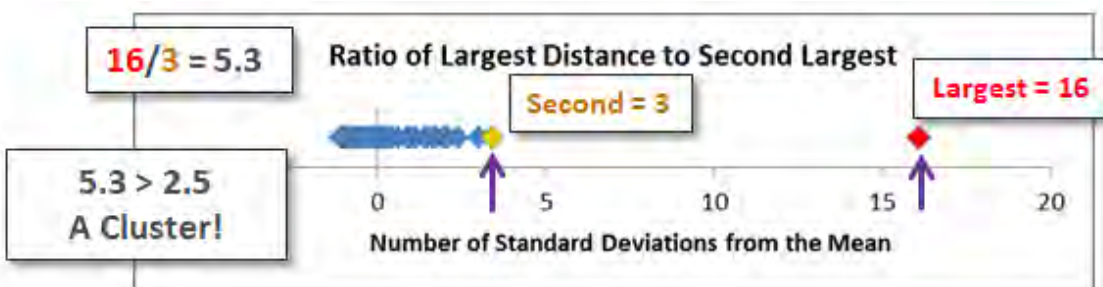 16/3 = 5.3
Ratio of Largest Distance to Second Largest
Second = 3
Largest = 16
5.3 > 2.5
A Cluster!
0 5 10 15 20
Number of Standard Deviations from the Mean